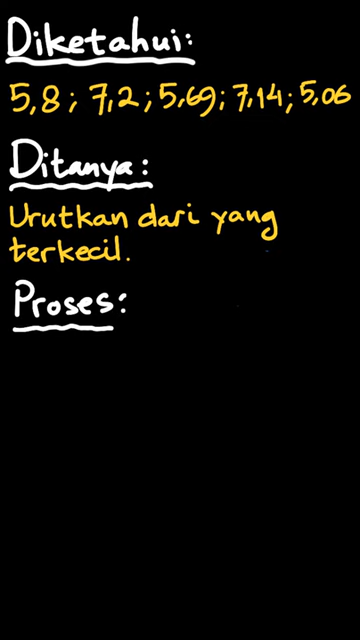 Diketahui:
5,8; 7,2; 5,69; 7,14; 5,06
Ditanya:
Urutkan dari yang
terkecil.
Proses: